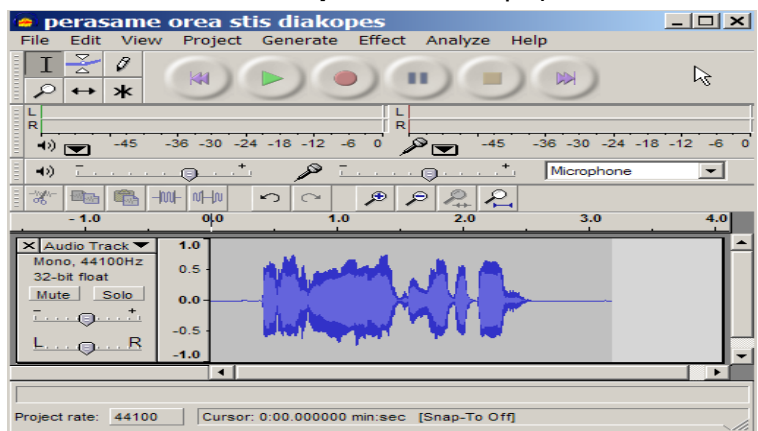 perasame orea stis diakopes
File Edit View Project Generate Effect Analyze Help
L
R
-45 -36 -30 -24 -18 -12 -6 0
L
R
-45 -36 -30 -24 -18 -12 -6 0
- + - + Microphone
- 1.0 0.0 1.0 2.0 3.0 4.0
X Audio Track 1.0
Mono, 44100Hz
32-bit float 0.5
Mute Solo 0.0
- +
-0.5
L R
-1.0
Project rate: 44100 Cursor: 0:00.000000 min:sec [Snap-To Off]